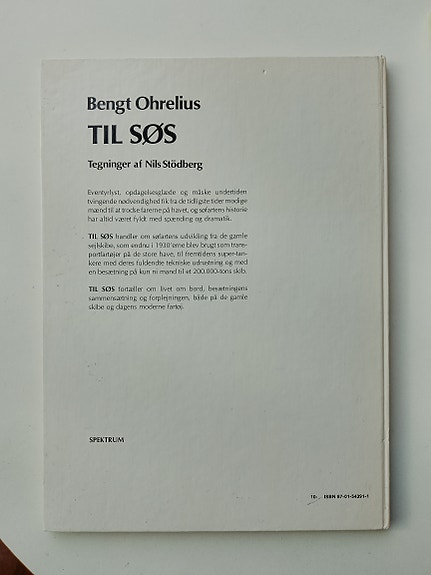 Bengt Ohrelius
TIL SØS
Tegninger af Nils Stödberg
Eventyrlyst, opdagelsesglæde og måske undertiden
tvingende nødvendighed fik fra de tidligste tider modige
mænd til at trodse farerne på havet, og søfartens historie
har altid været fyldt med spænding og dramatik.
TIL SØS handler om søfartens udvikling fra de gamle
sejlskibe, som endnu i 1930'erne blev brugt som trans-
portfartøjer på de store have, til fremtidens super-tan-
kere med deres fuldendte tekniske udrustning og med
en besætning på kun ni mand til et 200.000-tons skib.
TIL SØS fortæller om livet om bord, besætningens
sammensætning og forplejningen, både på de gamle
skibe og dagens moderne fartøj.
SPEKTRUM
ISBN 87-01-54391-1